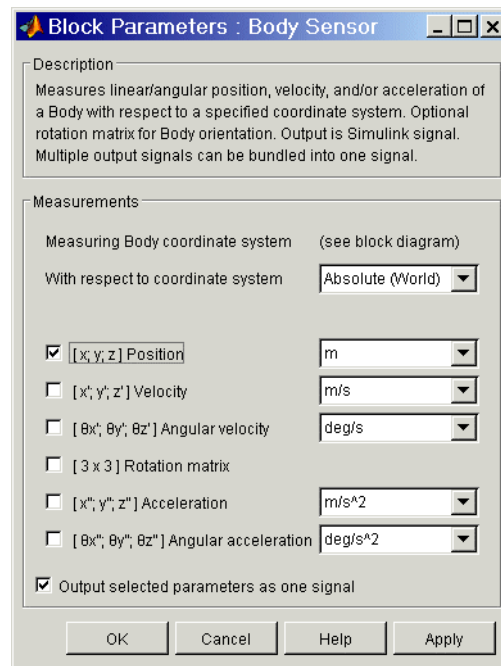 Block Parameters : Body Sensor
Description
Measures linear/angular position, velocity, and/or acceleration of
a Body with respect to a specified coordinate system. Optional
rotation matrix for Body orientation. Output is Simulink signal.
Multiple output signals can be bundled into one signal.
Measurements
Measuring Body coordinate system (see block diagram)
With respect to coordinate system Absolute (World)
[ x; y; z ] Position m
[ x'; y'; z' ] Velocity m/s
[ θx'; θy'; θz' ] Angular velocity deg/s
[ 3 x 3 ] Rotation matrix
[ x''; y''; z'' ] Acceleration m/s^2
[ θx''; θy''; θz'' ] Angular acceleration deg/s^2
Output selected parameters as one signal
OK Cancel Help Apply